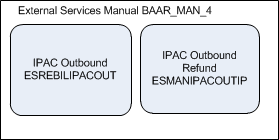 External Services Manual BAAR_MAN_4
IPAC Outbound
ESREBILIPACOUT
IPAC Outbound
Refund
ESMANIPACOUTIP